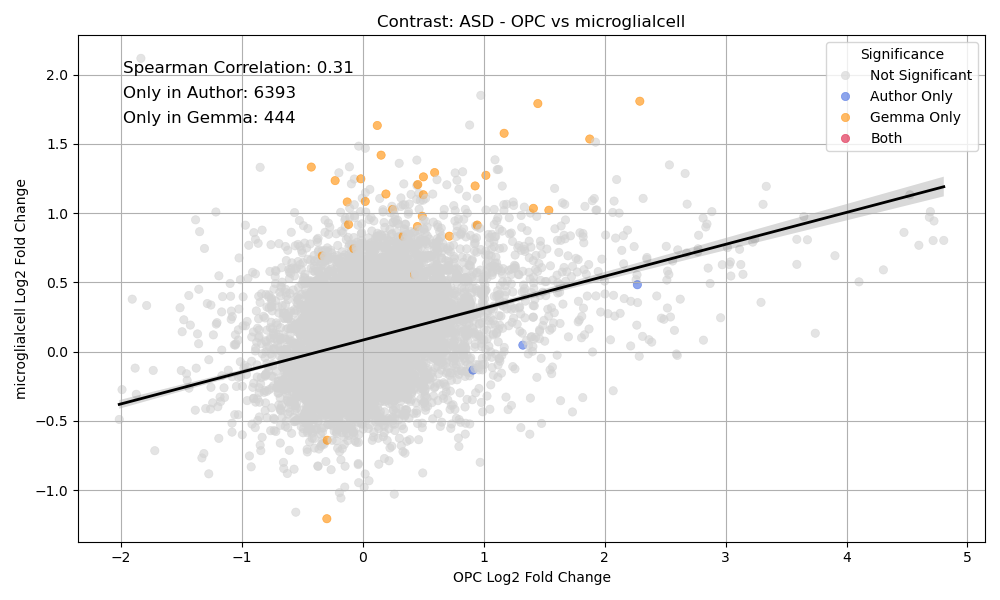 Contrast: ASD - OPC vs microglialcell
Spearman Correlation: 0.31
Only in Author: 6393
Only in Gemma: 444
Significance
Not Significant
Author Only
Gemma Only
Both
microglialcell Log2 Fold Change
2.0
1.5
1.0
0.5
0.0
−0.5
−1.0
−2 −1 0 1 2 3 4 5
OPC Log2 Fold Change